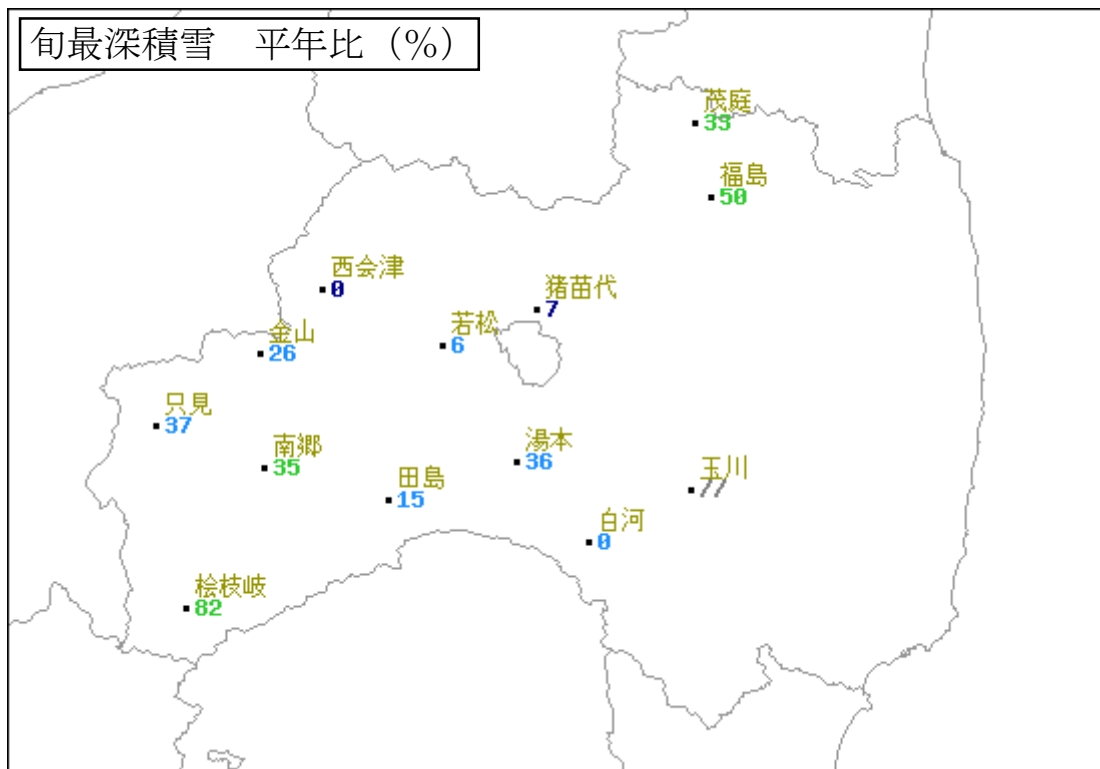 旬最深積雪 平年比（％）
茂庭
33
福島
50
西会津
0
猪苗代
7
金山
26
若松
6
只見
37
南郷
35
湯本
36
田島
15
玉川
//
白河
0
桧枝岐
82